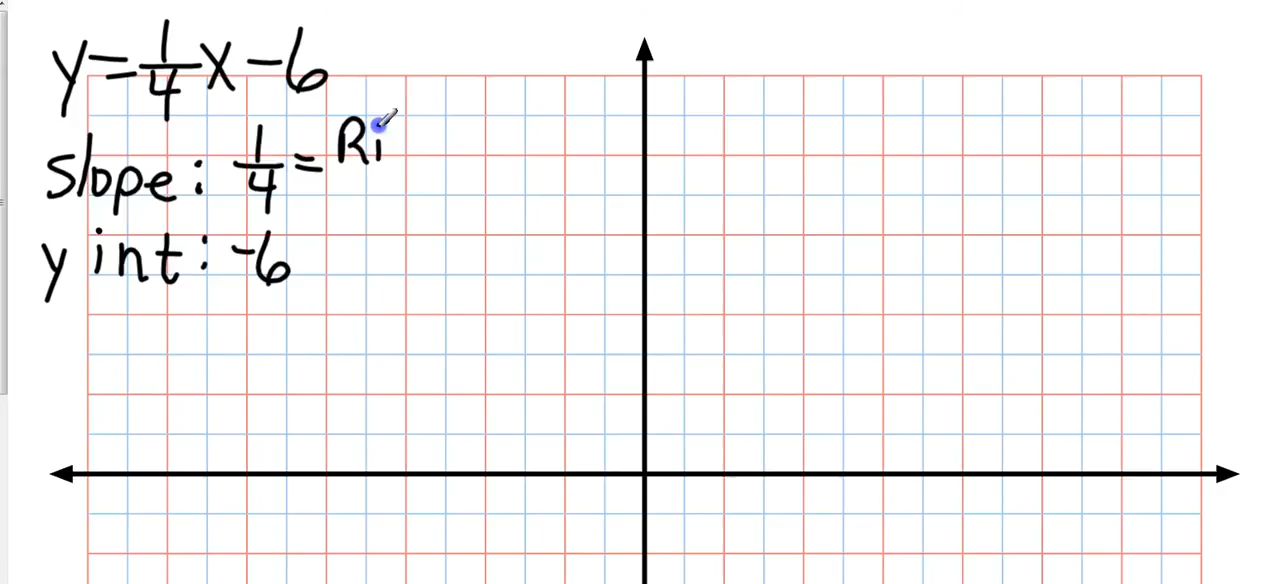 y = 1/4 x - 6
slope: 1/4 = Ri
y int: -6